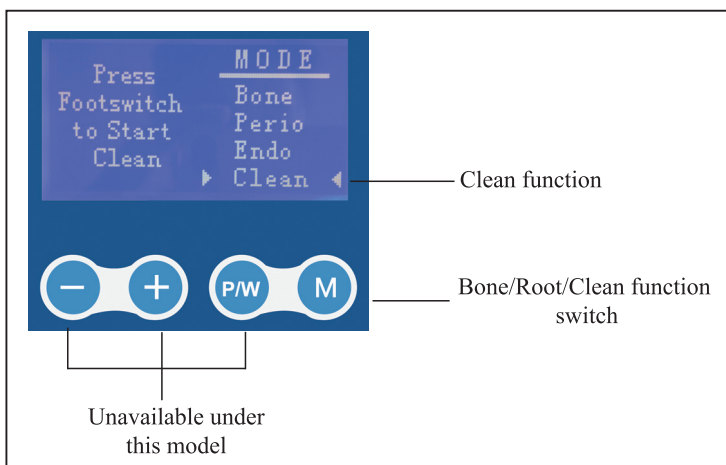 Press
Footswitch
to Start
Clean
MODE
Bone
Perio
Endo
Clean
Clean function
−
+
P/W
M
Bone/Root/Clean function
switch
Unavailable under
this model